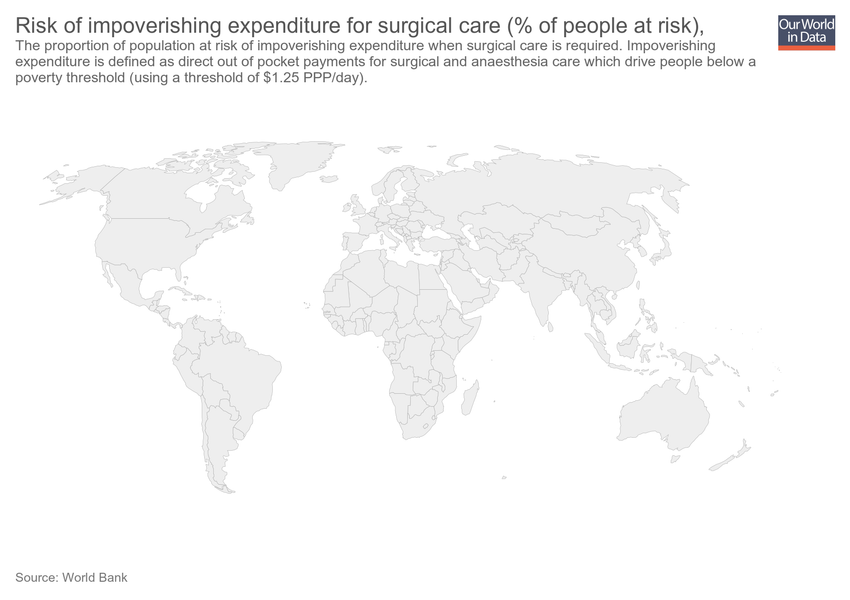 Risk of impoverishing expenditure for surgical care (% of people at risk),
Our World
in Data
The proportion of population at risk of impoverishing expenditure when surgical care is required. Impoverishing
expenditure is defined as direct out of pocket payments for surgical and anaesthesia care which drive people below a
poverty threshold (using a threshold of $1.25 PPP/day).
Source: World Bank